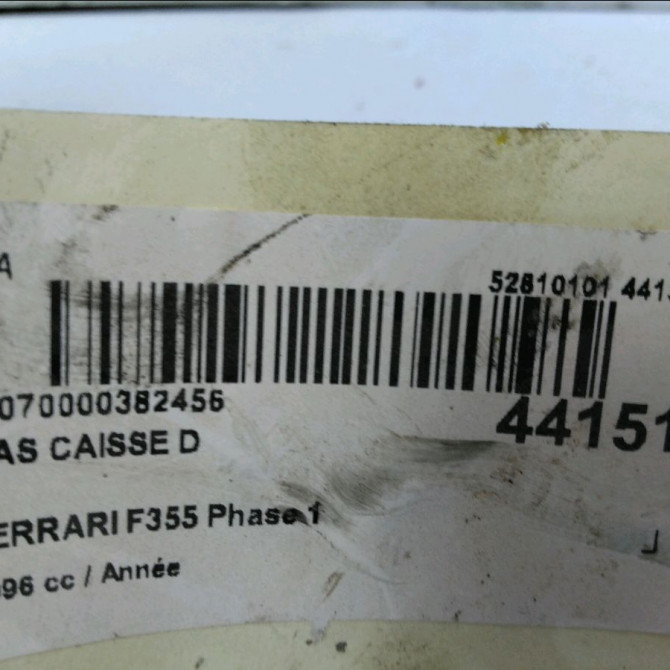 A
52810101 441
070000382456
44151
AS CAISSE D
ERRARI F355 Phase 1
96 cc / Année